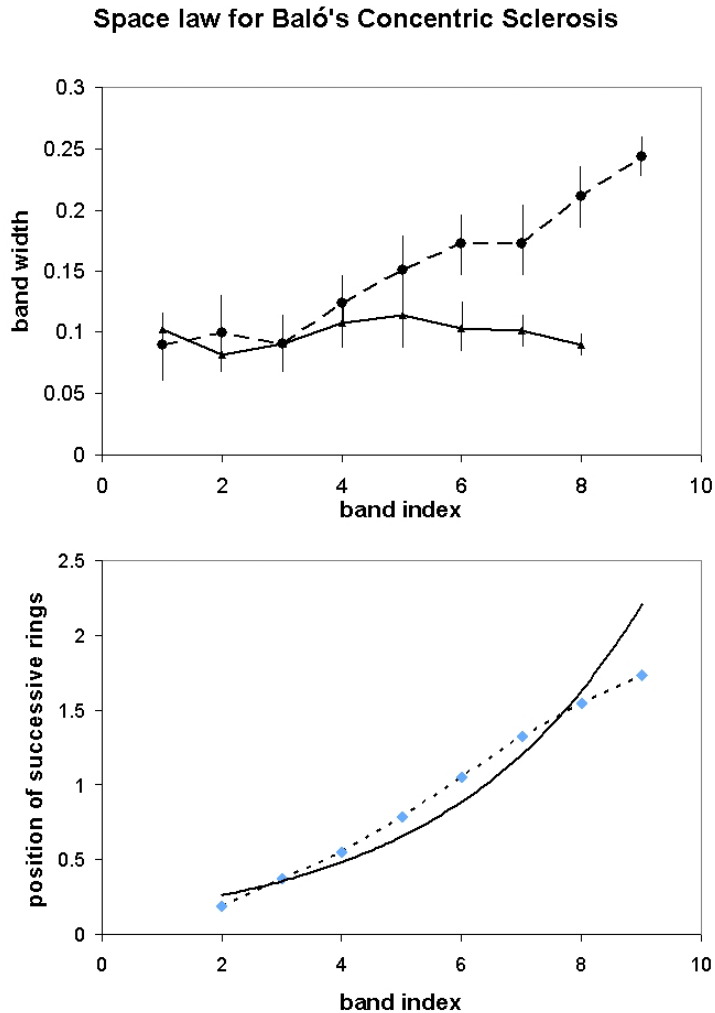 Space law for Baló's Concentric Sclerosis
0.3
0.25
0.2
0.15
0.1
0.05
0
band width
0 2 4 6 8 10
band index
2.5
2
1.5
1
0.5
0
position of successive rings
0 2 4 6 8 10
band index